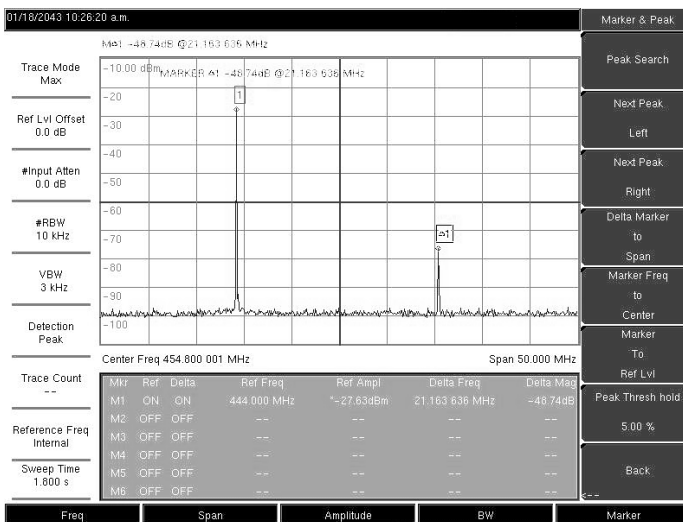 01/18/2043 10:26:20 a.m.
Marker & Peak
M▵1 -48.74dB @21.163 636 MHz
Trace Mode
Max
Ref Lvl Offset
0.0 dB
#Input Atten
0.0 dB
#RBW
10 kHz
VBW
3 kHz
Detection
Peak
Trace Count
--
Reference Freq
Internal
Sweep Time
1.800 s
-10.00 dBm
MARKER ▵1 -48.74dB @21.163 636 MHz
-20
-30
-40
-50
-60
-70
-80
-90
-100
1
▵1
Center Freq 454.800 001 MHz
Span 50.000 MHz
Mkr Ref Delta Ref Freq Ref Ampl Delta Freq Delta Mag
M1 ON ON 444.000 MHz *-27.63dBm 21.163 636 MHz -48.74dB
M2 OFF OFF -- -- -- --
M3 OFF OFF -- -- -- --
M4 OFF OFF -- -- -- --
M5 OFF OFF -- -- -- --
M6 OFF OFF -- -- -- --
Peak Search
Next Peak
Left
Next Peak
Right
Delta Marker
to
Span
Marker Freq
to
Center
Marker
To
Ref Lvl
Peak Thresh hold
5.00 %
Back
<--
Freq
Span
Amplitude
BW
Marker